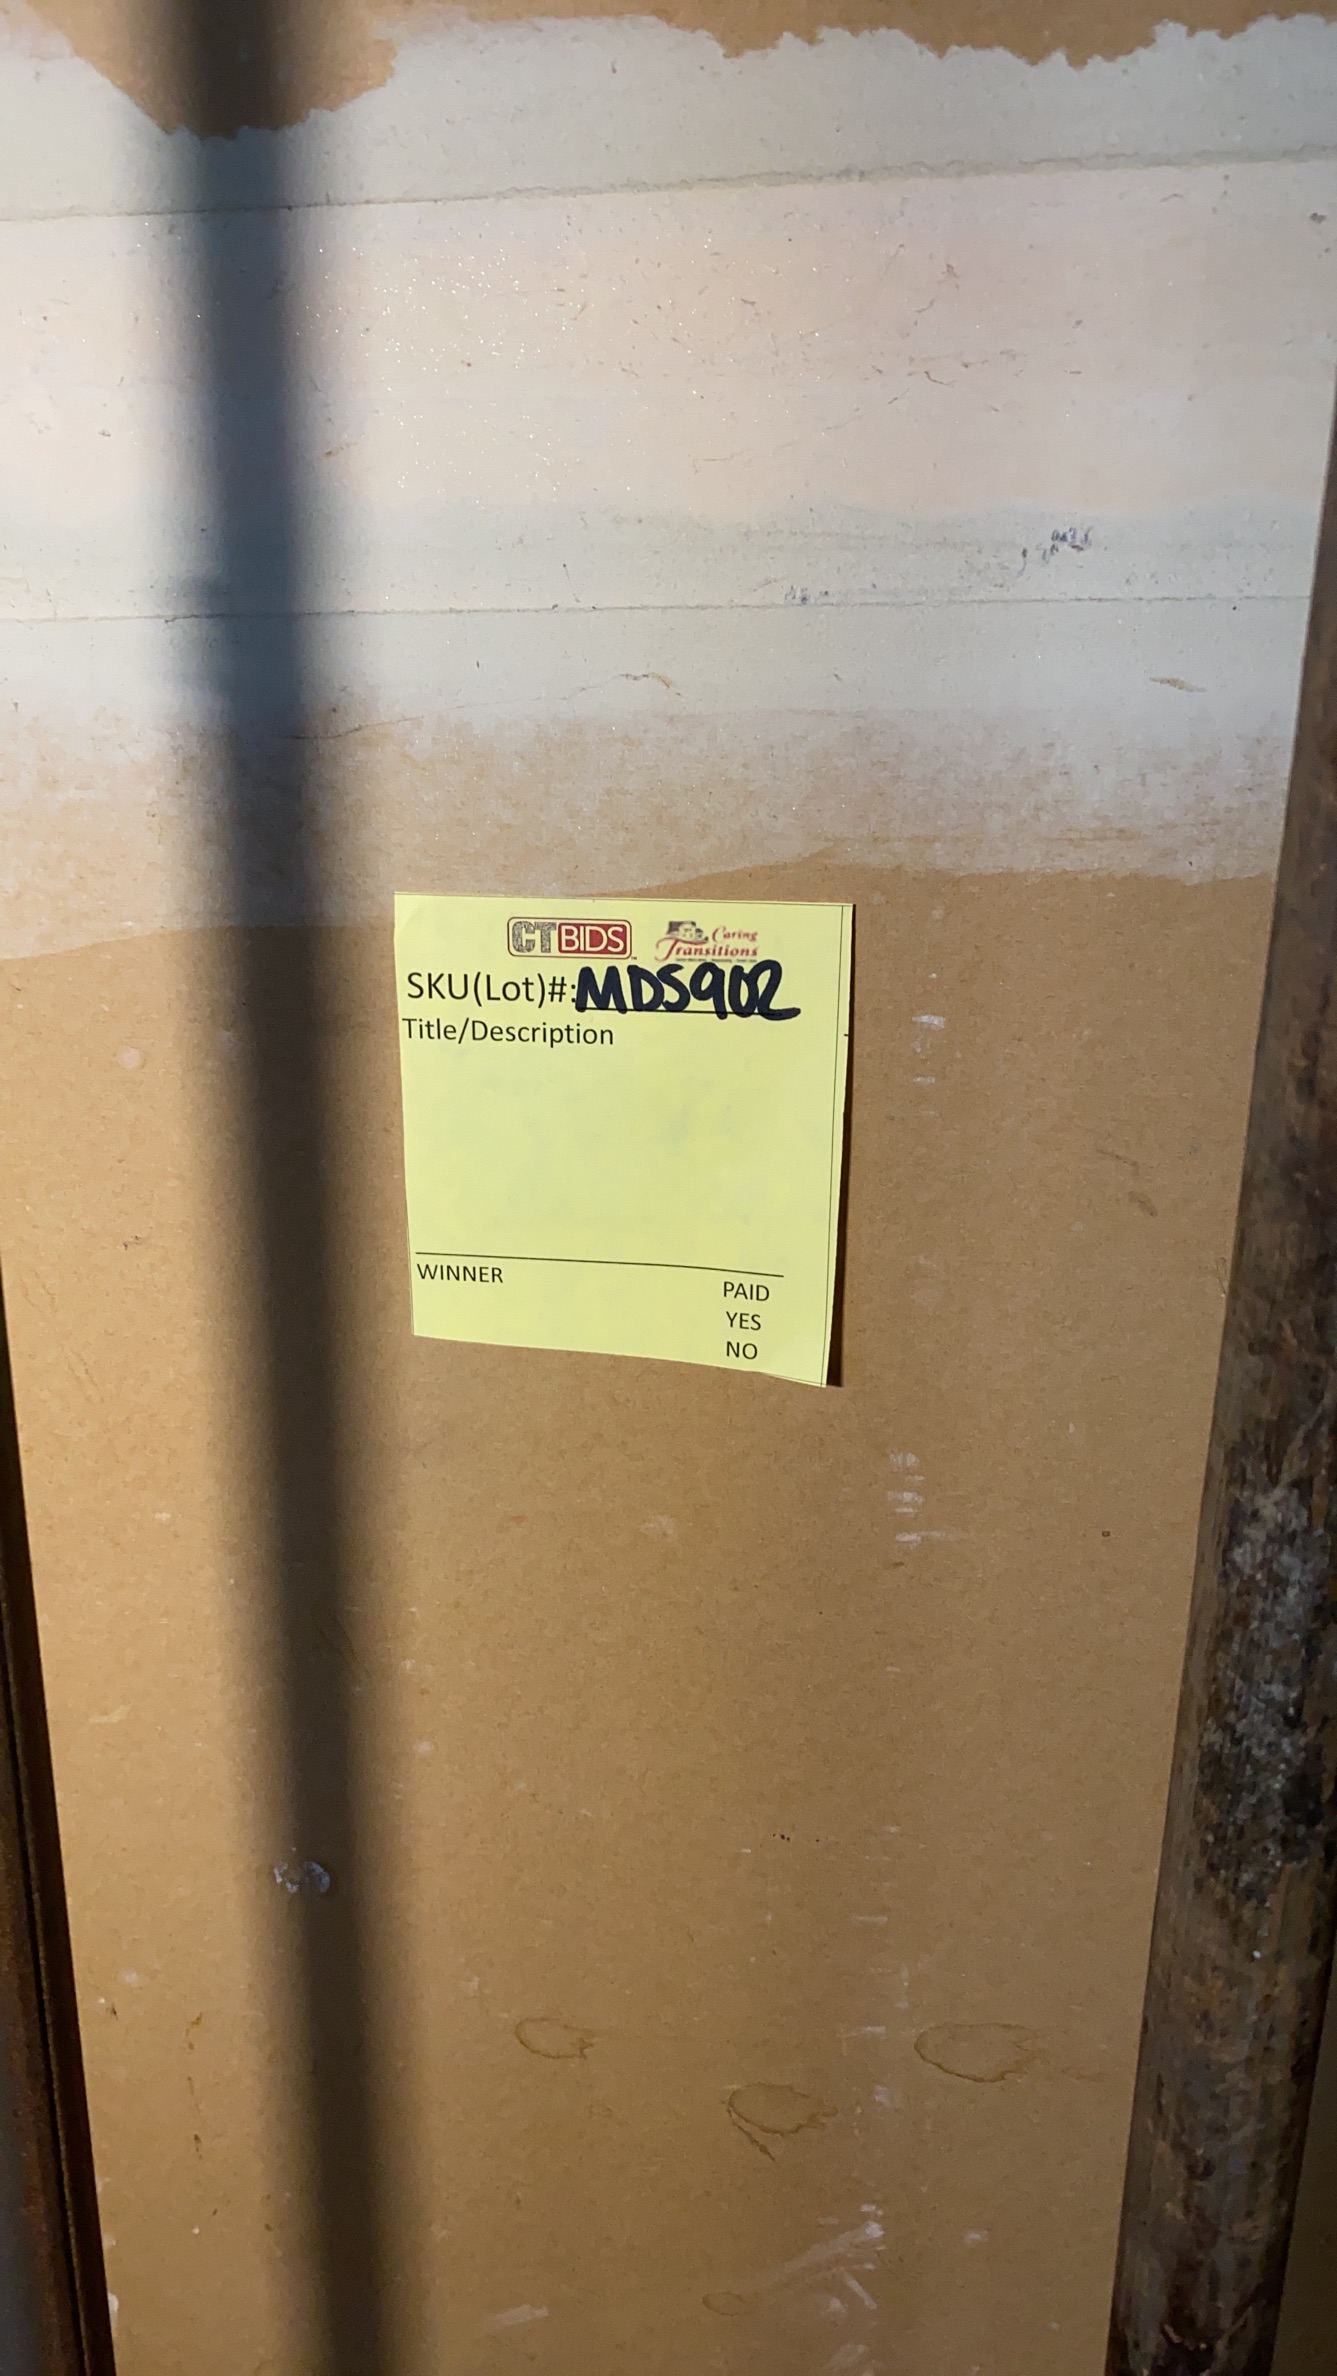 CTBIDS
Caring
Transitions
SKU(Lot)#: MDS902
Title/Description
WINNER
PAID
YES
NO